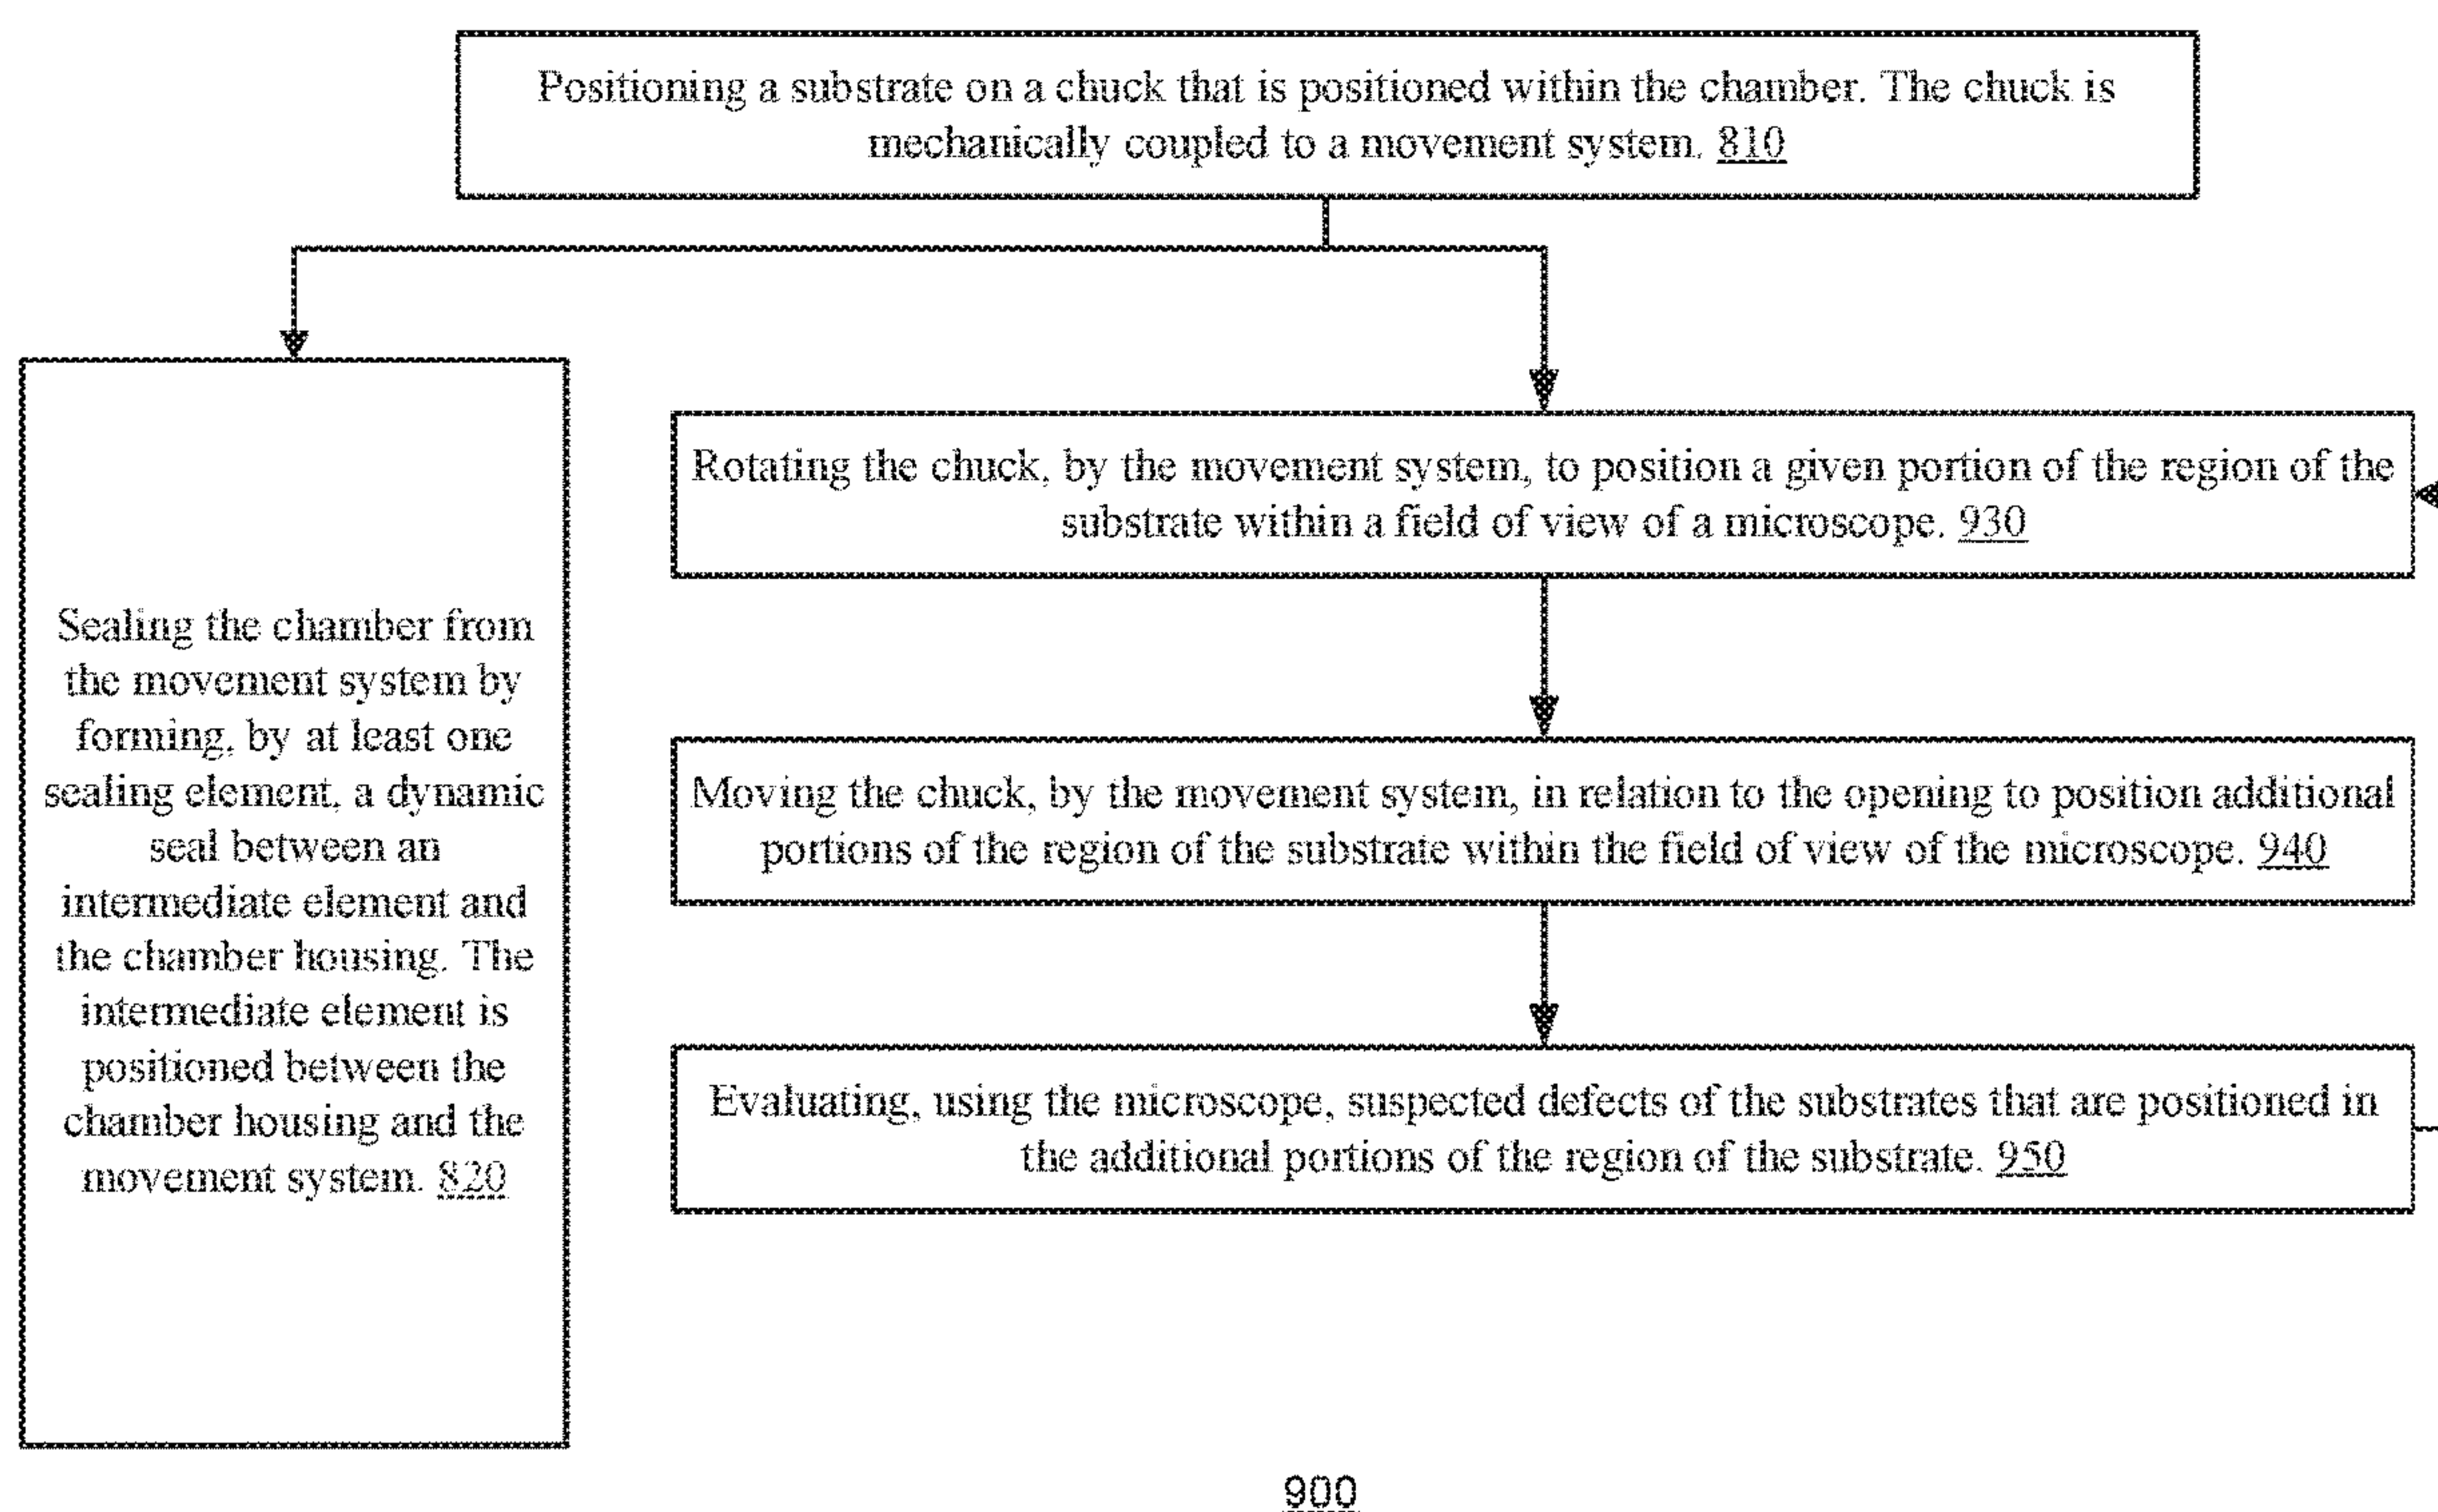 Positioning a substrate on a chuck that is positioned within the chamber. The chuck is
mechanically coupled to a movement system. 810
Sealing the chamber from
the movement system by
forming, by at least one
sealing element, a dynamic
seal between an
intermediate element and
the chamber housing. The
intermediate element is
positioned between the
chamber housing and the
movement system. 820
Rotating the chuck, by the movement system, to position a given portion of the region of the
substrate within a field of view of a microscope. 930
Moving the chuck, by the movement system, in relation to the opening to position additional
portions of the region of the substrate within the field of view of the microscope. 940
Evaluating, using the microscope, suspected defects of the substrates that are positioned in
the additional portions of the region of the substrate. 950
900